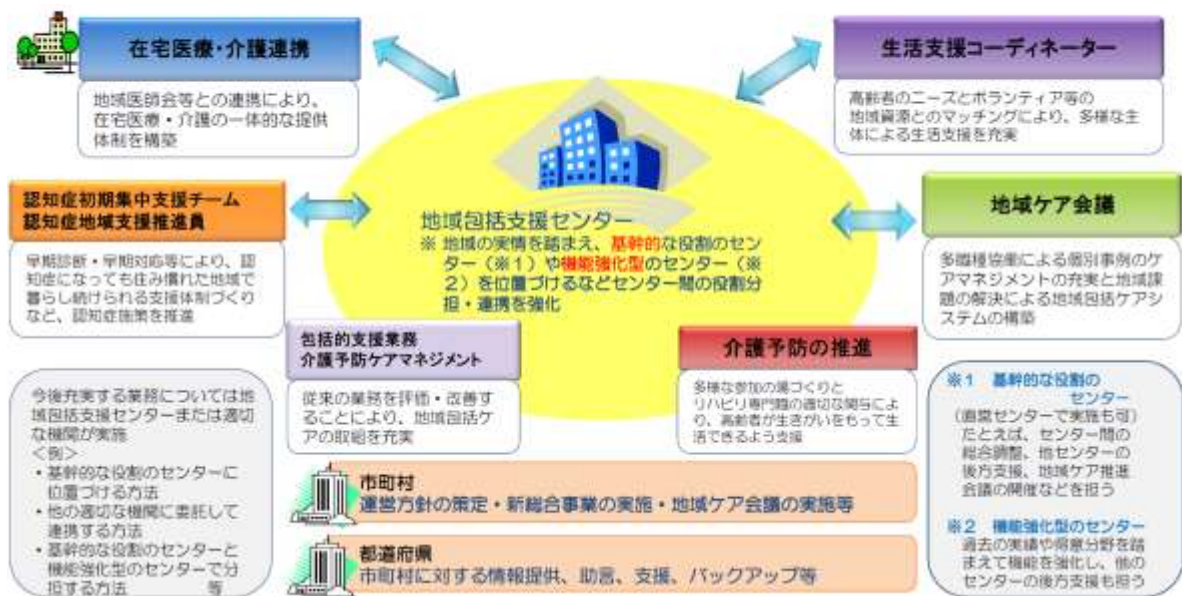 在宅医療・介護連携
地域医師会等との連携により、
在宅医療・介護の一体的な提供
体制を構築
生活支援コーディネーター
高齢者のニーズとボランティア等の
地域資源とのマッチングにより、多様な主
体による生活支援を充実
認知症初期集中支援チーム
認知症地域支援推進員
早期診断・早期対応等により、認
知症になっても住み慣れた地域で
暮らし続けられる支援体制づくり
など、認知症施策を推進
地域包括支援センター
※ 地域の実情を踏まえ、基幹的な役割のセン
ター(※1)や機能強化型のセンター(※
2)を位置づけるなどセンター間の役割分
担・連携を強化
地域ケア会議
多職種協働による個別事例のケ
アマネジメントの充実と地域課
題の解決による地域包括ケアシ
ステムの構築
包括的支援業務
介護予防ケアマネジメント
従来の業務を評価・改善す
ることにより、地域包括ケ
アの取組を充実
介護予防の推進
多様な参加の場づくりと
リハビリ専門職の適切な関与によ
り、高齢者が生きがいをもって生
活できるよう支援
今後充実する業務については地
域包括支援センターまたは適切
な機関が実施
<例>
・基幹的な役割のセンターに
位置づける方法
・他の適切な機関に委託して
連携する方法
・基幹的な役割のセンターと
機能強化型のセンターで分
担する方法 等
市町村
運営方針の策定・新総合事業の実施・地域ケア会議の実施等
都道府県
市町村に対する情報提供、助言、支援、バックアップ等
※1 基幹的な役割の
センター
(直営センターで実施も可)
たとえば、センター間の
総合調整、他センターの
後方支援、地域ケア推進
会議の開催などを担う
※2 機能強化型のセンター
過去の実績や得意分野を踏
まえて機能を強化し、他の
センターの後方支援も担う